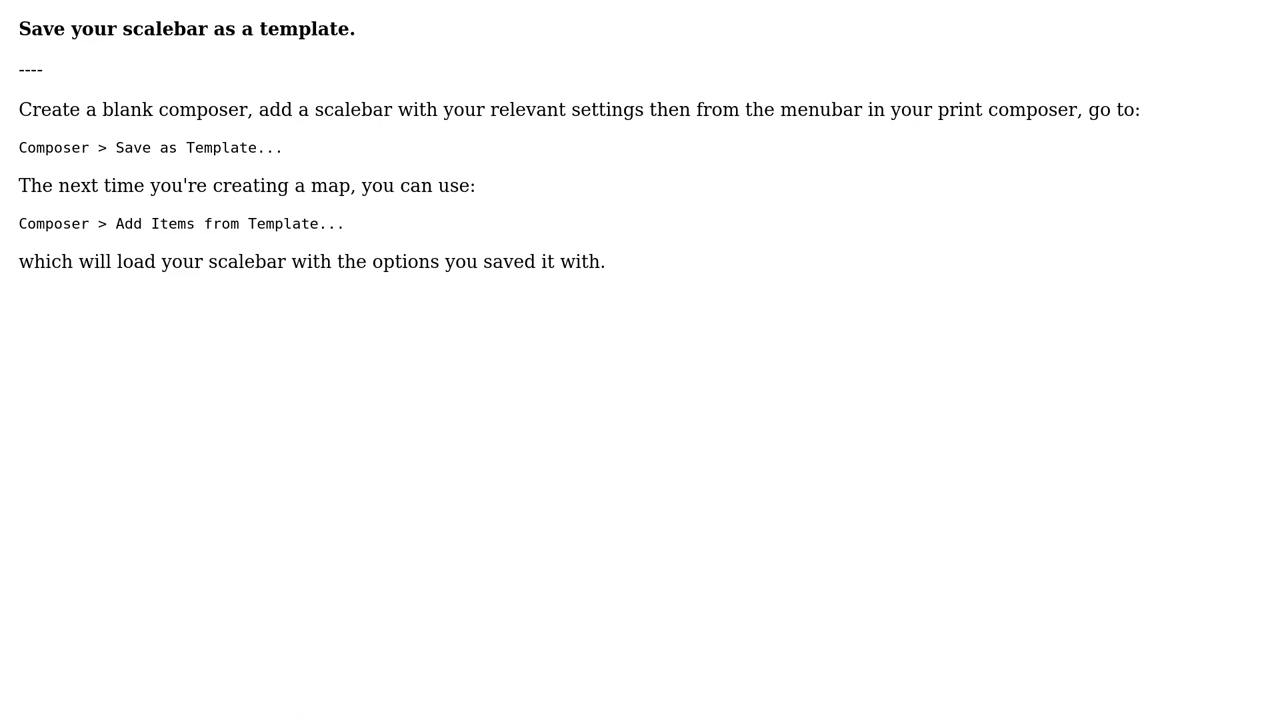 Save your scalebar as a template.
----
Create a blank composer, add a scalebar with your relevant settings then from the menubar in your print composer, go to:
Composer > Save as Template...
The next time you're creating a map, you can use:
Composer > Add Items from Template...
which will load your scalebar with the options you saved it with.